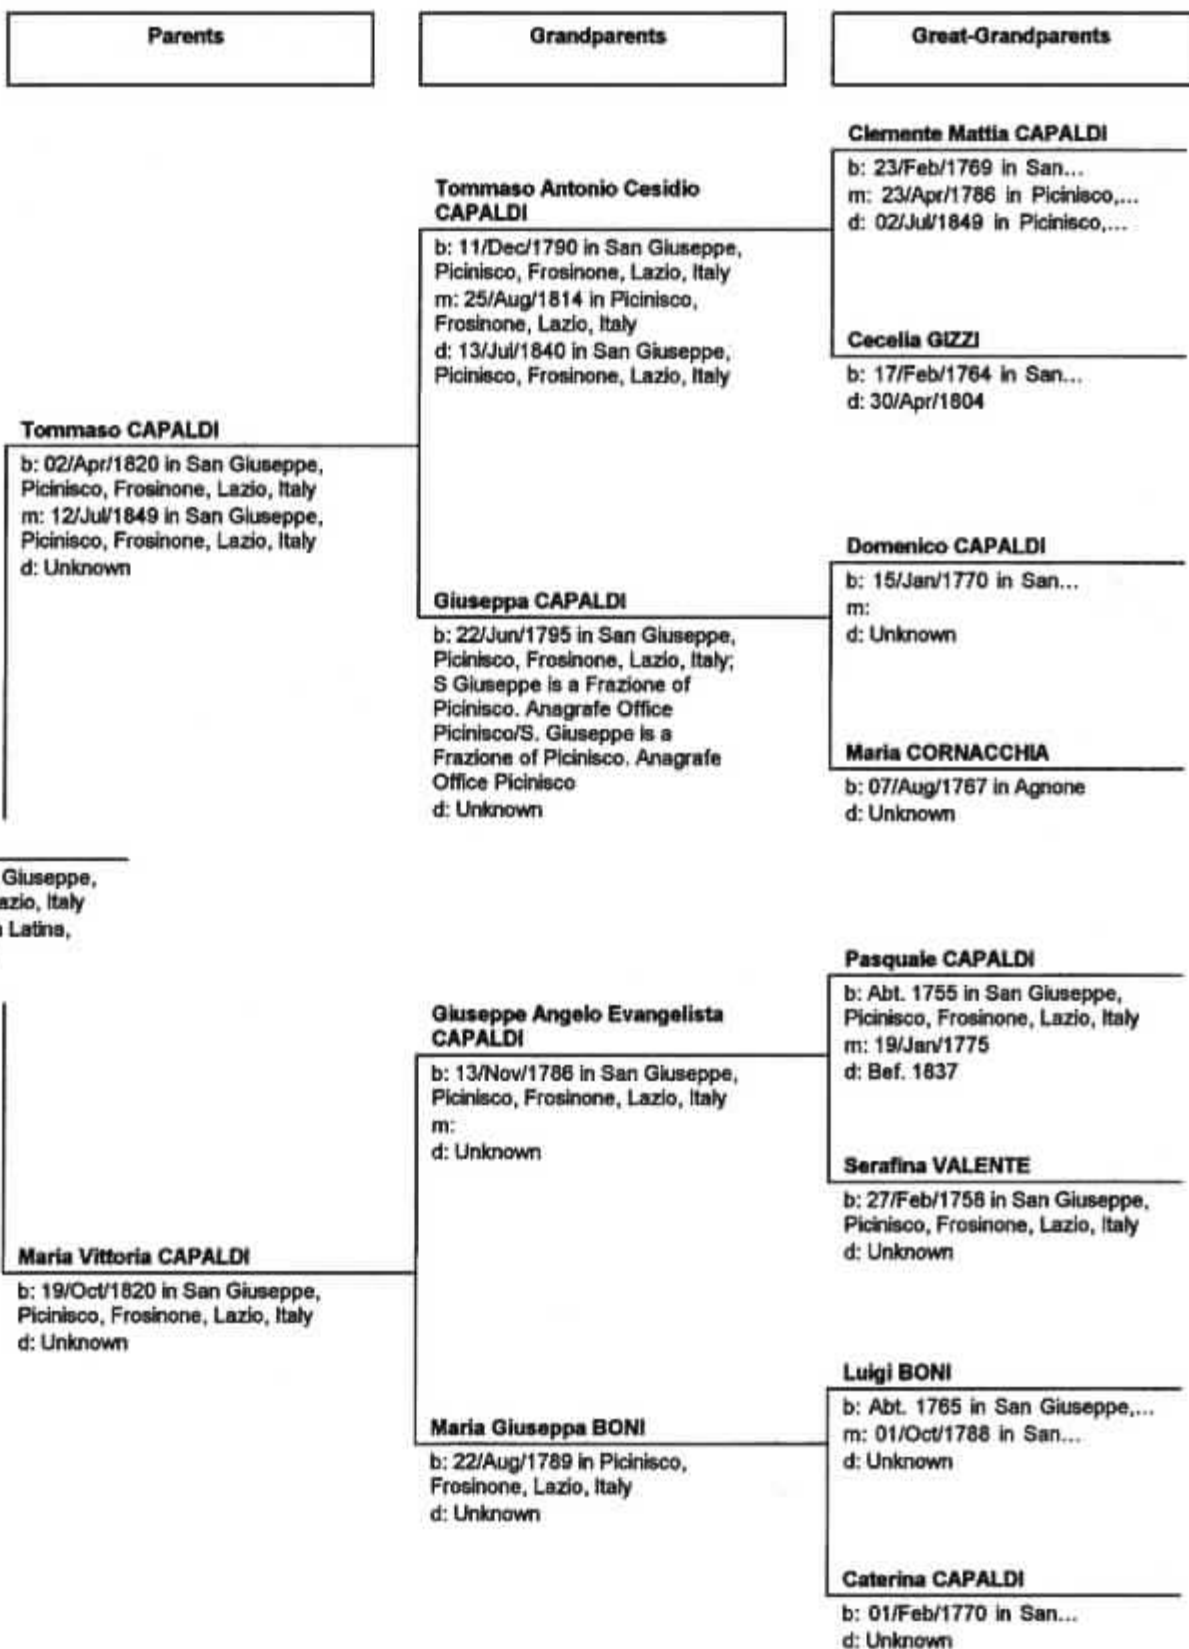 Parents
Grandparents
Great-Grandparents
Clemente Mattia CAPALDI
b: 23/Feb/1769 in San...
m: 23/Apr/1786 in Picinisco,...
d: 02/Jul/1849 in Picinisco,...
Tommaso Antonio Cesidio
CAPALDI
b: 11/Dec/1790 in San Giuseppe,
Picinisco, Frosinone, Lazio, Italy
m: 25/Aug/1814 in Picinisco,
Frosinone, Lazio, Italy
d: 13/Jul/1840 in San Giuseppe,
Picinisco, Frosinone, Lazio, Italy
Cecelia GIZZI
b: 17/Feb/1764 in San...
d: 30/Apr/1804
Tommaso CAPALDI
b: 02/Apr/1820 in San Giuseppe,
Picinisco, Frosinone, Lazio, Italy
m: 12/Jul/1849 in San Giuseppe,
Picinisco, Frosinone, Lazio, Italy
d: Unknown
Domenico CAPALDI
b: 15/Jan/1770 in San...
m:
d: Unknown
Giuseppa CAPALDI
b: 22/Jun/1795 in San Giuseppe,
Picinisco, Frosinone, Lazio, Italy;
S Giuseppe is a Frazione of
Picinisco. Anagrafe Office
Picinisco/S. Giuseppe is a
Frazione of Picinisco. Anagrafe
Office Picinisco
d: Unknown
Maria CORNACCHIA
b: 07/Aug/1767 in Agnone
d: Unknown
Giuseppe,
azio, Italy
Latina,
Pasquale CAPALDI
b: Abt. 1755 in San Giuseppe,
Picinisco, Frosinone, Lazio, Italy
m: 19/Jan/1775
d: Bef. 1837
Giuseppe Angelo Evangelista
CAPALDI
b: 13/Nov/1786 in San Giuseppe,
Picinisco, Frosinone, Lazio, Italy
m:
d: Unknown
Serafina VALENTE
b: 27/Feb/1758 in San Giuseppe,
Picinisco, Frosinone, Lazio, Italy
d: Unknown
Maria Vittoria CAPALDI
b: 19/Oct/1820 in San Giuseppe,
Picinisco, Frosinone, Lazio, Italy
d: Unknown
Luigi BONI
b: Abt. 1765 in San Giuseppe,...
m: 01/Oct/1788 in San...
d: Unknown
Maria Giuseppa BONI
b: 22/Aug/1789 in Picinisco,
Frosinone, Lazio, Italy
d: Unknown
Caterina CAPALDI
b: 01/Feb/1770 in San...
d: Unknown